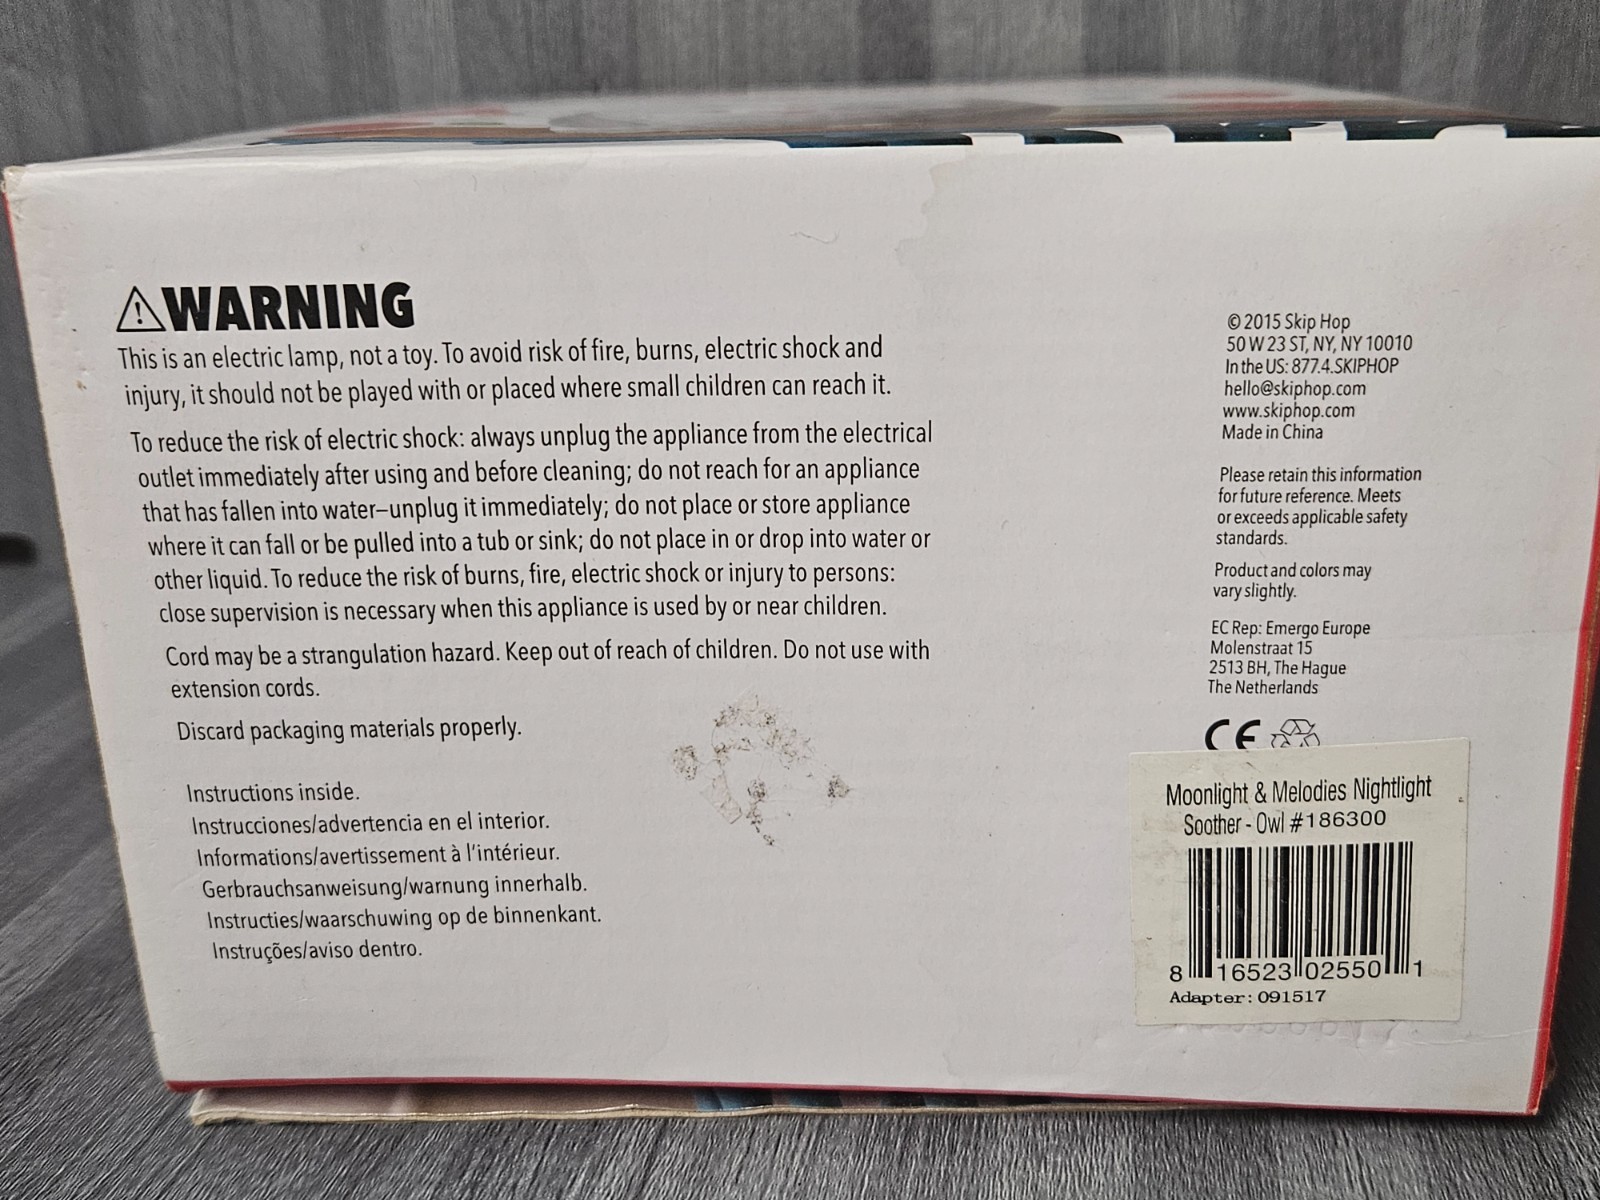 WARNING
This is an electric lamp, not a toy. To avoid risk of fire, burns, electric shock and
injury, it should not be played with or placed where small children can reach it.
To reduce the risk of electric shock: always unplug the appliance from the electrical
outlet immediately after using and before cleaning; do not reach for an appliance
that has fallen into water–unplug it immediately; do not place or store appliance
where it can fall or be pulled into a tub or sink; do not place in or drop into water or
other liquid. To reduce the risk of burns, fire, electric shock or injury to persons:
close supervision is necessary when this appliance is used by or near children.
Cord may be a strangulation hazard. Keep out of reach of children. Do not use with
extension cords.
Discard packaging materials properly.
Instructions inside.
Instrucciones/advertencia en el interior.
Informations/avertissement à l'intérieur.
Gerbrauchsanweisung/warnung innerhalb.
Instructies/waarschuwing op de binnenkant.
Instruções/aviso dentro.
© 2015 Skip Hop
50 W 23 ST, NY, NY 10010
In the US: 877.4.SKIPHOP
hello@skiphop.com
www.skiphop.com
Made in China
Please retain this information
for future reference. Meets
or exceeds applicable safety
standards.
Product and colors may
vary slightly.
EC Rep: Emergo Europe
Molenstraat 15
2513 BH, The Hague
The Netherlands
CE
Moonlight & Melodies Nightlight
Soother - Owl #186300
8 16523 02550 1
Adapter: 091517